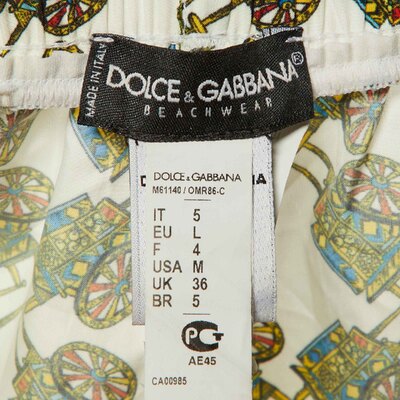 MADE IN ITALY
DOLCE & GABBANA®
BEACHWEAR
DOLCE & GABBANA
M61140 / OMR86-C
IT 5
EU L
F 4
USA M
UK 36
BR 5
PCT
AE45
CA00985